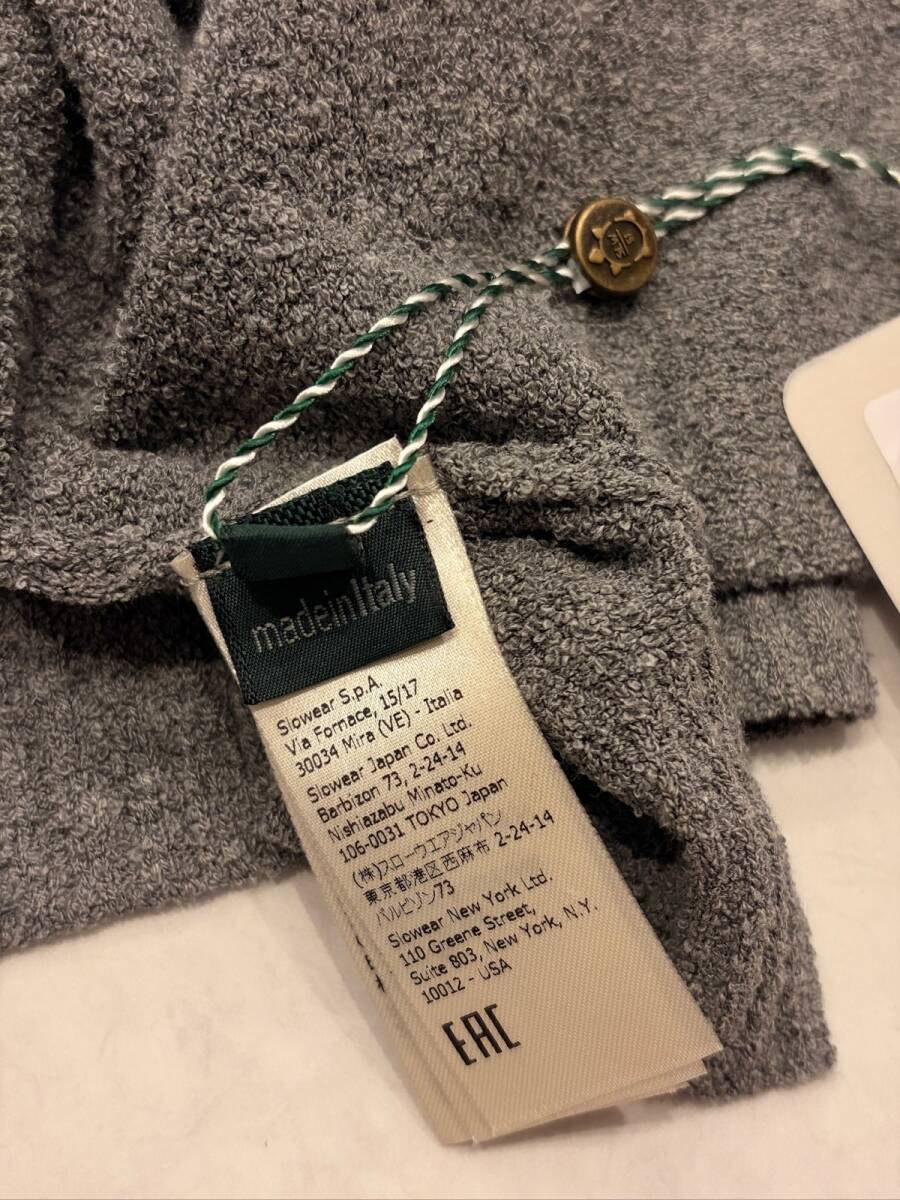 madeinItaly
Slowear S.p.A.
Via Fornace, 15/17
30034 Mira (VE) - Italia
Slowear Japan Co. Ltd.
Barbizon 73, 2-24-14
Nishiazabu Minato-Ku
106-0031 TOKYO Japan
(株)スローウエアジャパン
東京都港区西麻布 2-24-14
バルビゾン73
Slowear New York Ltd.
110 Greene Street,
Suite 803, New York, N.Y.
10012 - USA
EAC